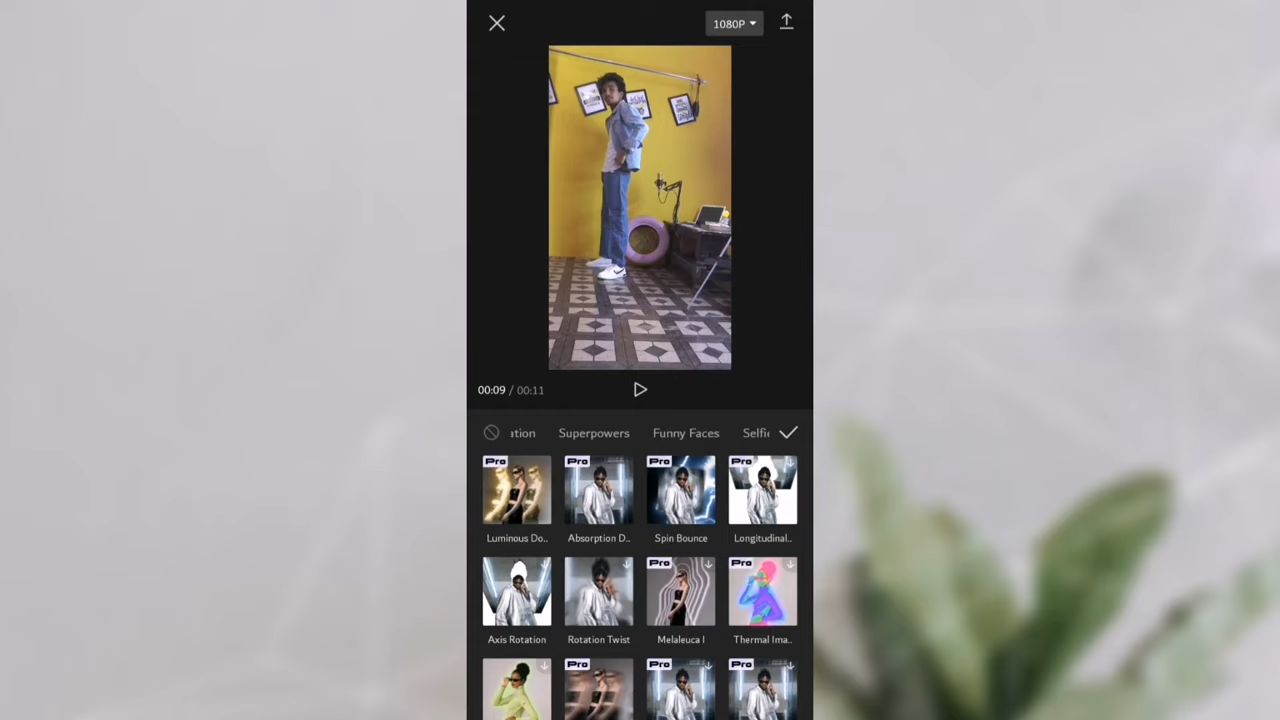 1080P
00:09 / 00:11
ation Superpowers Funny Faces Selfi
Pro Pro Pro Pro
Luminous Do.. Absorption D.. Spin Bounce Longitudinal..
Pro Pro
Axis Rotation Rotation Twist Melaleuca I Thermal Ima..
Pro Pro Pro